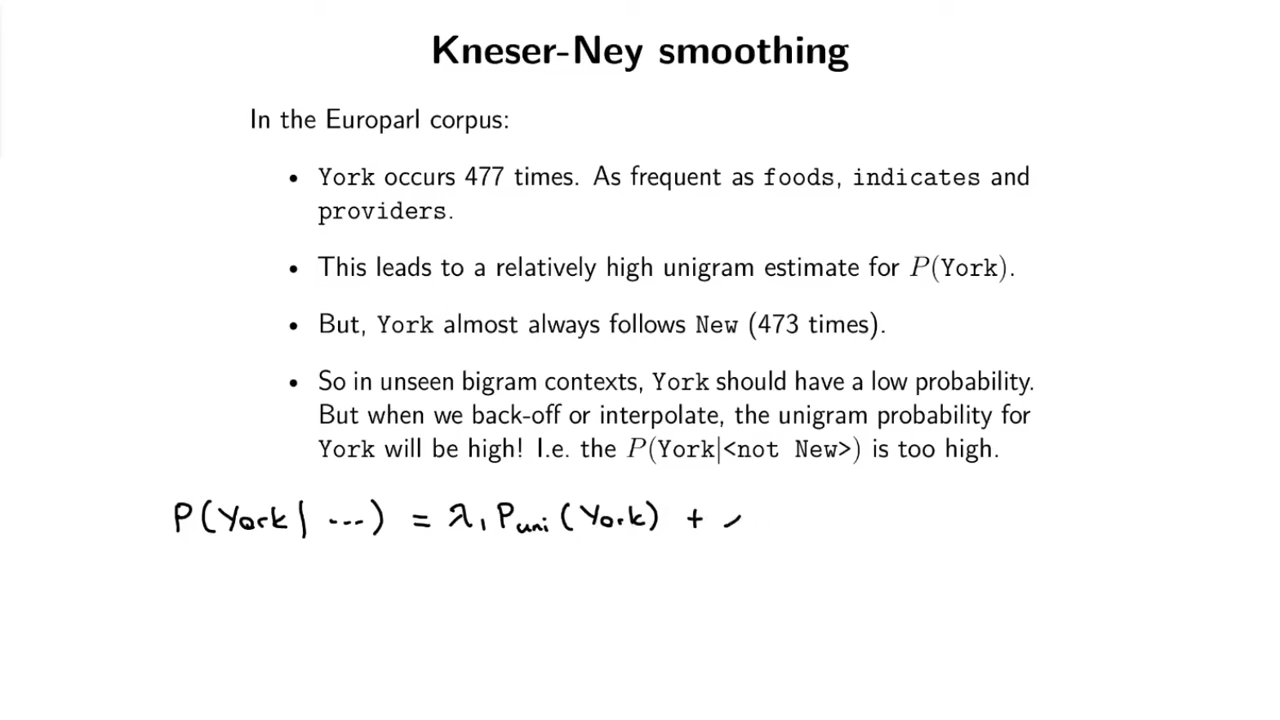 Kneser-Ney smoothing
In the Europarl corpus:
• York occurs 477 times. As frequent as foods, indicates and
providers.
• This leads to a relatively high unigram estimate for P(York).
• But, York almost always follows New (473 times).
• So in unseen bigram contexts, York should have a low probability.
But when we back-off or interpolate, the unigram probability for
York will be high! I.e. the P(York|<not New>) is too high.
P(York| ...) = λ₁ P_uni (York) +